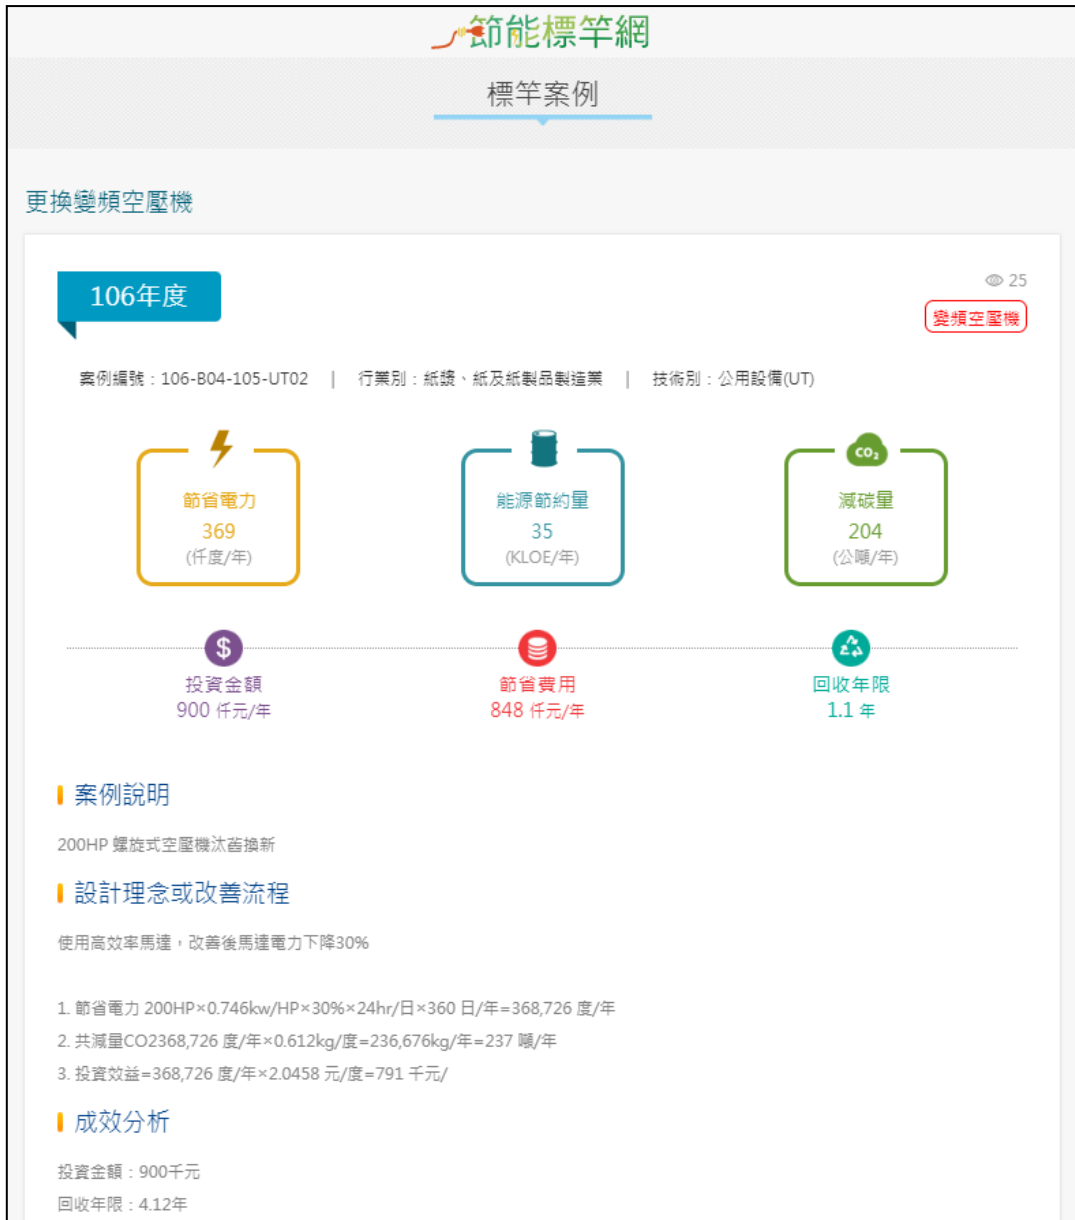 節能標竿網
標竿案例
更換變頻空壓機
106年度
25
變頻空壓機
案例編號：106-B04-105-UT02 | 行業別：紙漿、紙及紙製品製造業 | 技術別：公用設備(UT)
節省電力
369
(仟度/年)
能源節約量
35
(KLOE/年)
CO₂
減碳量
204
(公噸/年)
$
投資金額
900 仟元/年
節省費用
848 仟元/年
回收年限
1.1 年
案例說明
200HP 螺旋式空壓機汰舊換新
設計理念或改善流程
使用高效率馬達，改善後馬達電力下降30%
1. 節省電力 200HP×0.746kw/HP×30%×24hr/日×360 日/年=368,726 度/年
2. 共減量CO2368,726 度/年×0.612kg/度=236,676kg/年=237 噸/年
3. 投資效益=368,726 度/年×2.0458 元/度=791 千元/
成效分析
投資金額：900千元
回收年限：4.12年